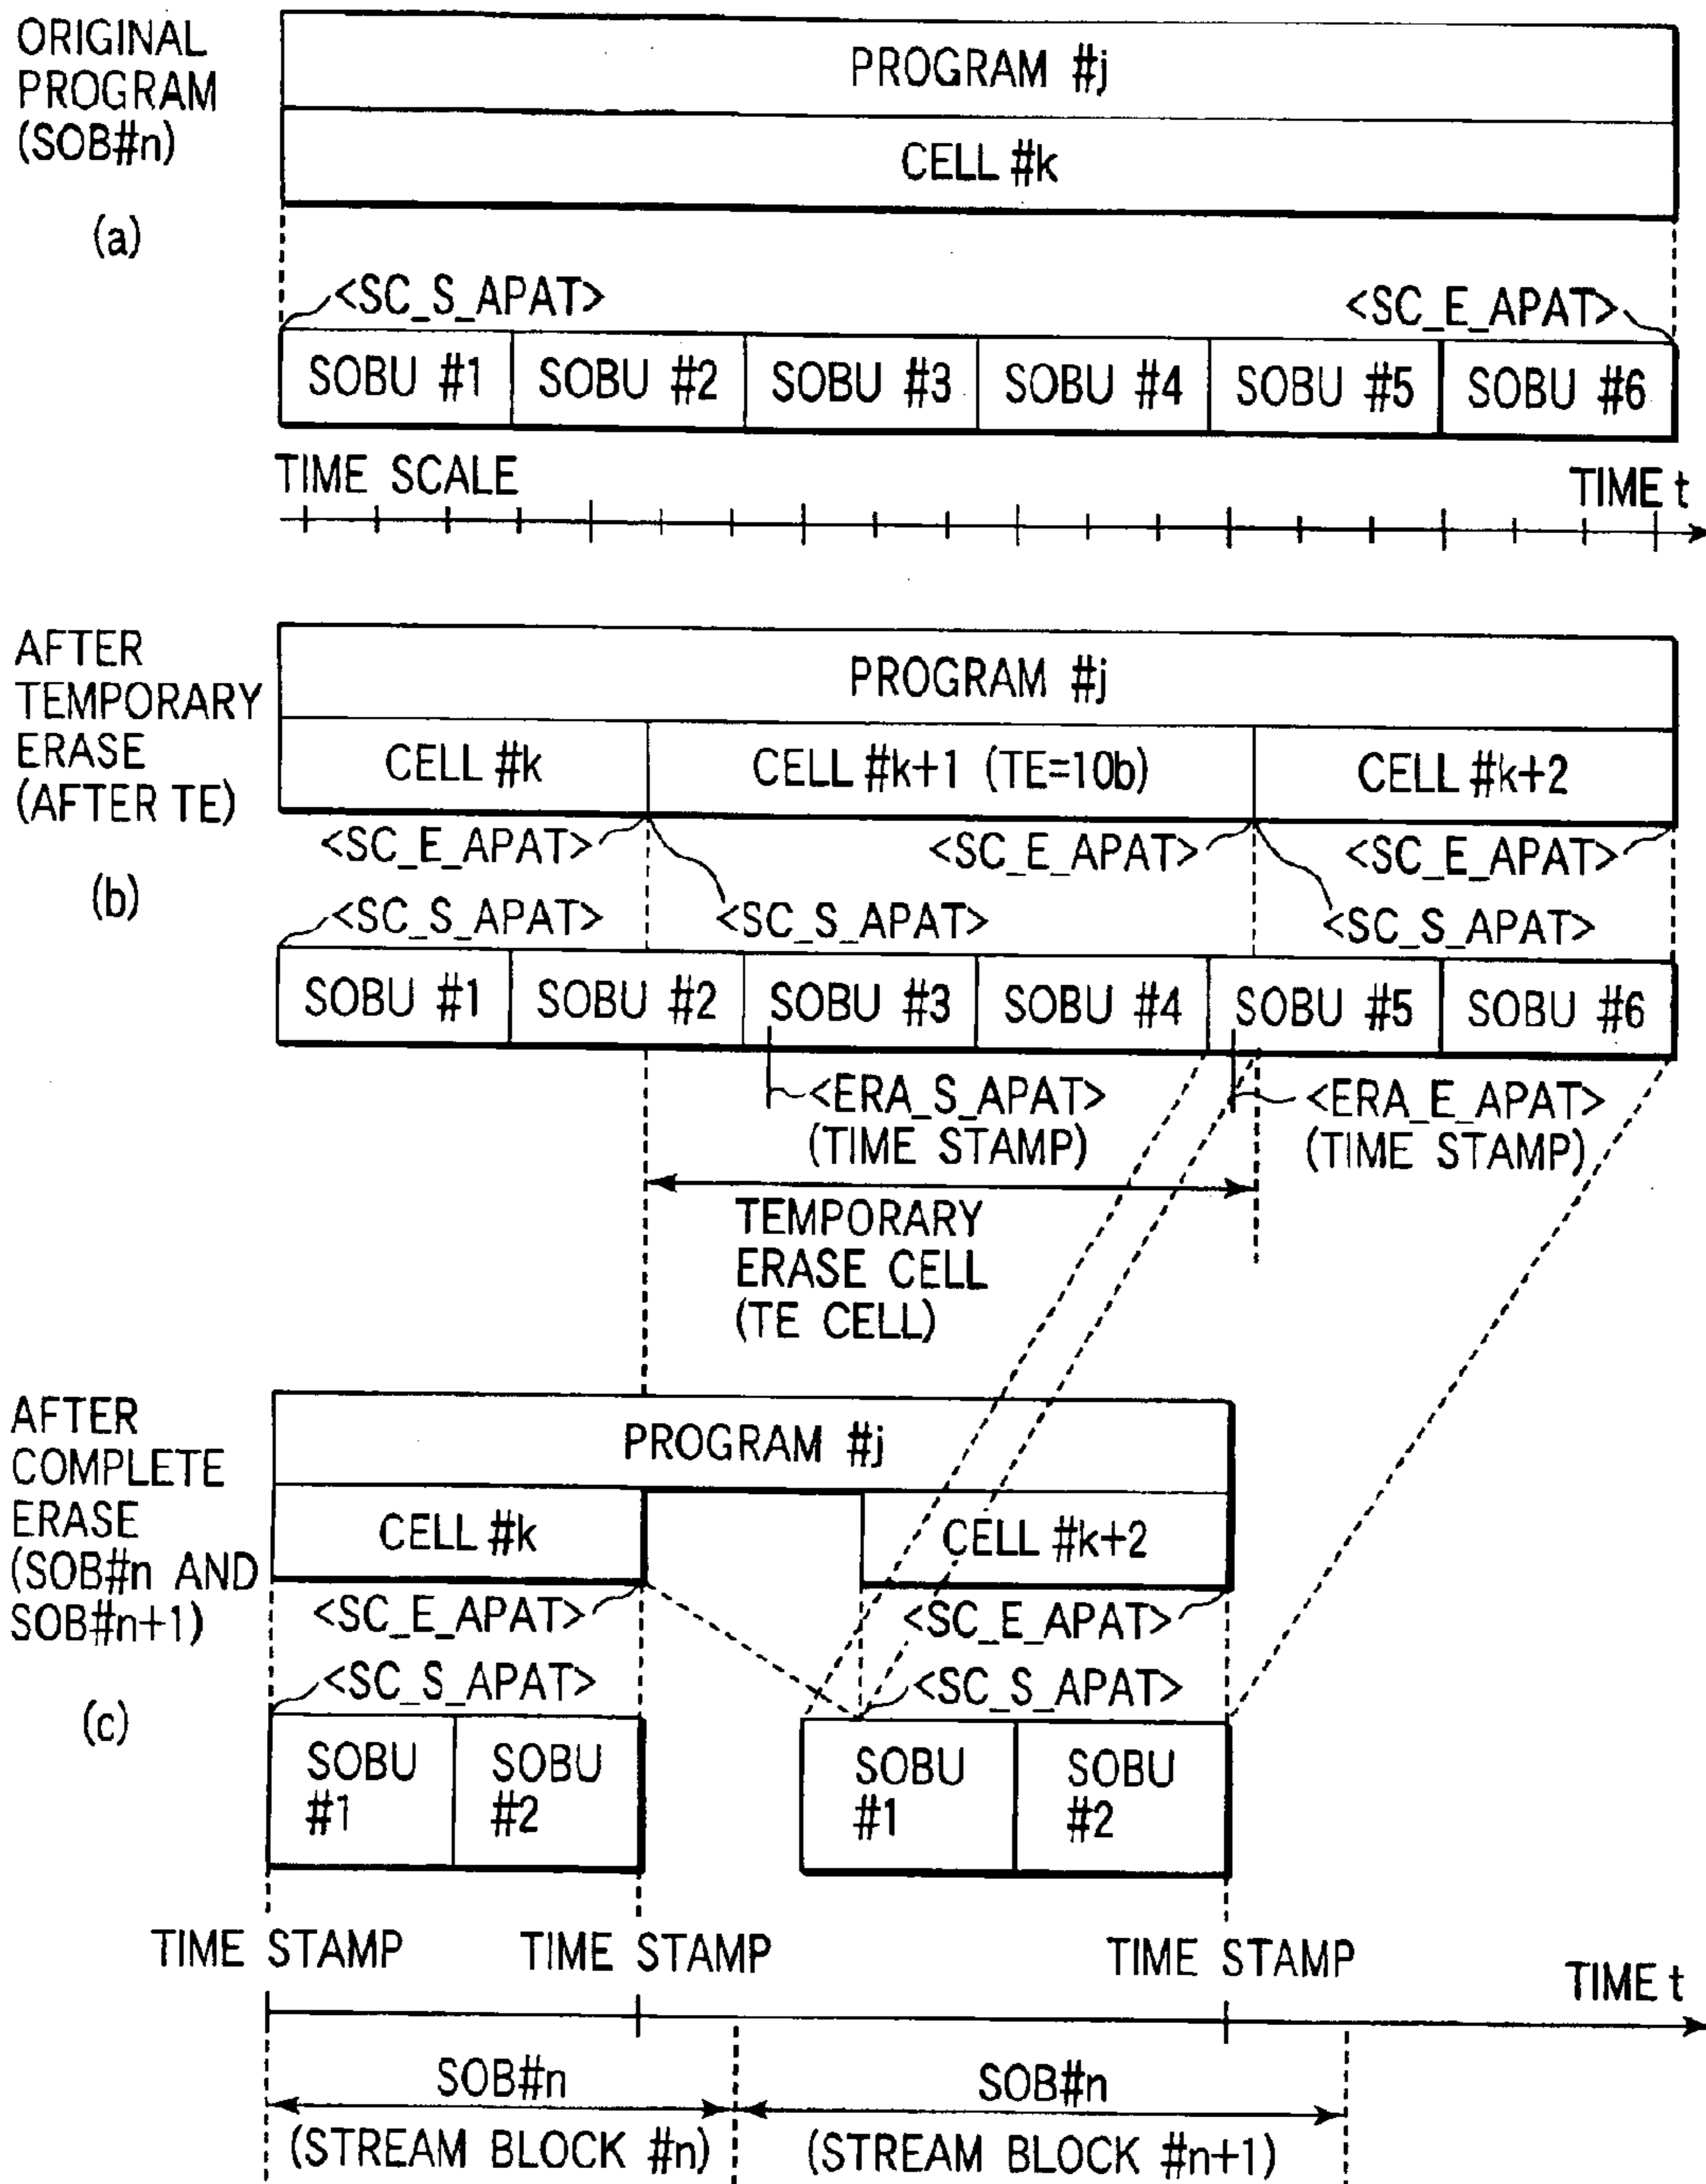 ORIGINAL
PROGRAM
(SOB#n)
(a)
PROGRAM #j
CELL #k
<SC_S_APAT>
<SC_E_APAT>
SOBU #1
SOBU #2
SOBU #3
SOBU #4
SOBU #5
SOBU #6
TIME SCALE
TIME t
AFTER
TEMPORARY
ERASE
(AFTER TE)
(b)
PROGRAM #j
CELL #k
CELL #k+1 (TE=10b)
CELL #k+2
<SC_E_APAT>
<SC_E_APAT>
<SC_E_APAT>
<SC_S_APAT>
<SC_S_APAT>
<SC_S_APAT>
SOBU #1
SOBU #2
SOBU #3
SOBU #4
SOBU #5
SOBU #6
<ERA_S_APAT>
(TIME STAMP)
<ERA_E_APAT>
(TIME STAMP)
TEMPORARY
ERASE CELL
(TE CELL)
AFTER
COMPLETE
ERASE
(SOB#n AND
SOB#n+1)
(c)
PROGRAM #j
CELL #k
CELL #k+2
<SC_E_APAT>
<SC_E_APAT>
<SC_S_APAT>
<SC_S_APAT>
SOBU
#1
SOBU
#2
SOBU
#1
SOBU
#2
TIME STAMP
TIME STAMP
TIME STAMP
TIME t
SOB#n
(STREAM BLOCK #n)
SOB#n
(STREAM BLOCK #n+1)